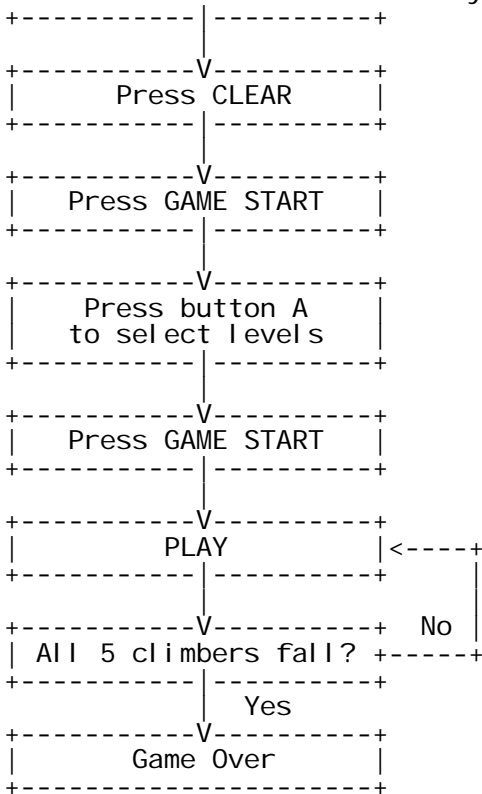 Press CLEAR
Press GAME START
Press button A
to select levels
Press GAME START
PLAY
No
All 5 climbers fall?
Yes
Game Over